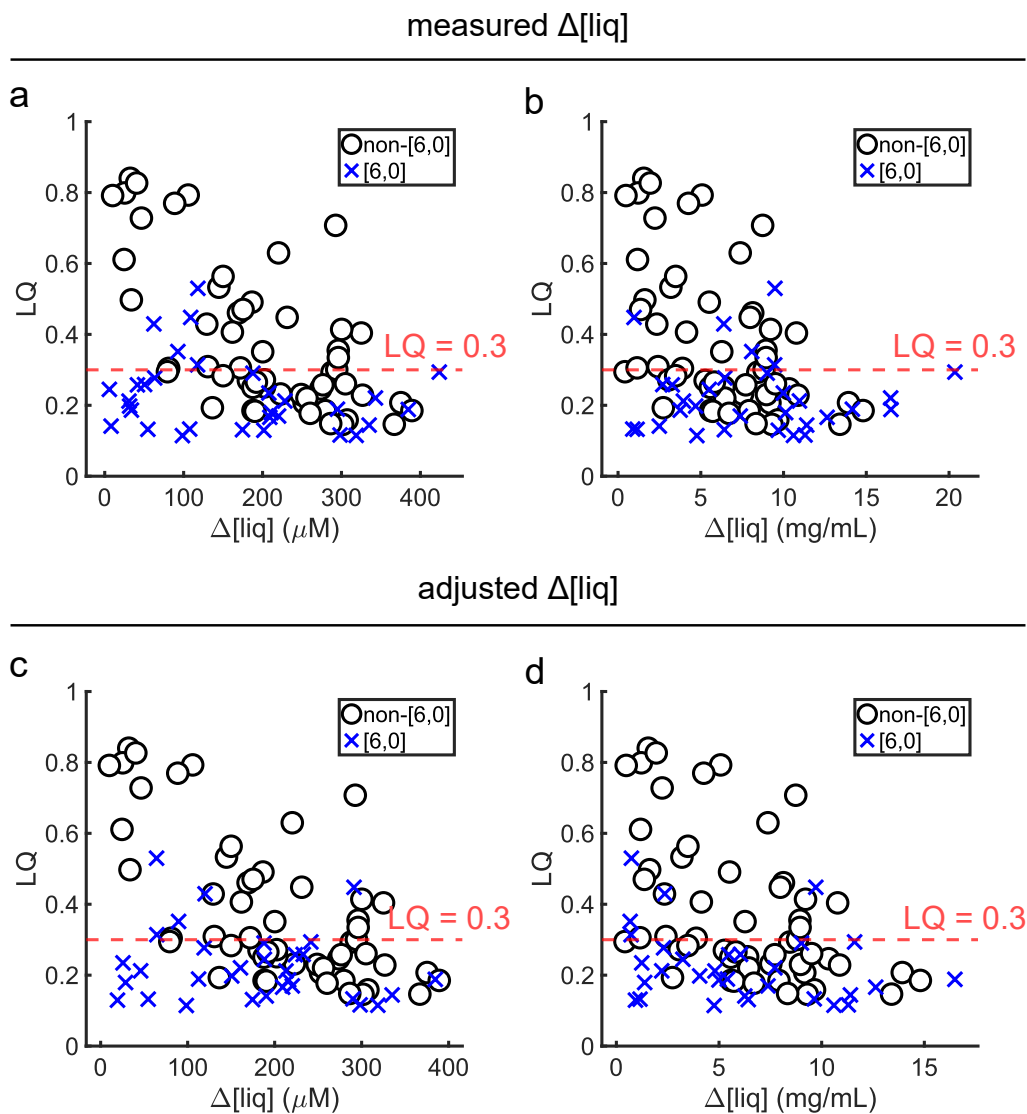 measured Δ[liq]
a
b
1
0.8
0.6
0.4
0.2
0
LQ
non-[6,0]
[6,0]
LQ = 0.3
0
100
200
300
400
Δ[liq] (μM)
1
0.8
0.6
0.4
0.2
0
LQ
non-[6,0]
[6,0]
LQ = 0.3
0
5
10
15
20
Δ[liq] (mg/mL)
adjusted Δ[liq]
c
d
1
0.8
0.6
0.4
0.2
0
LQ
non-[6,0]
[6,0]
LQ = 0.3
0
100
200
300
400
Δ[liq] (μM)
1
0.8
0.6
0.4
0.2
0
LQ
non-[6,0]
[6,0]
LQ = 0.3
0
5
10
15
Δ[liq] (mg/mL)